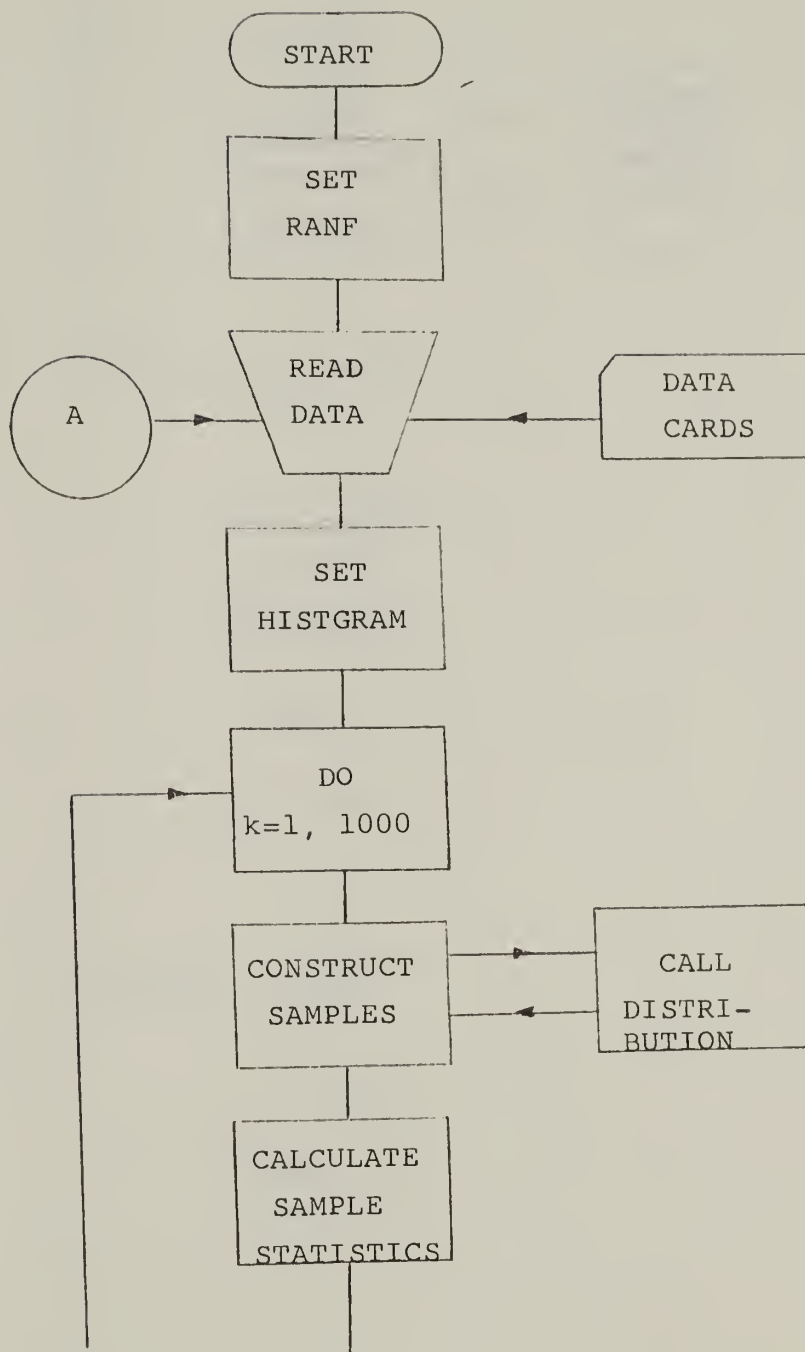 START
SET
RANF
READ
DATA
A
DATA
CARDS
SET
HISTGRAM
DO
k=1, 1000
CONSTRUCT
SAMPLES
CALL
DISTRI-
BUTION
CALCULATE
SAMPLE
STATISTICS